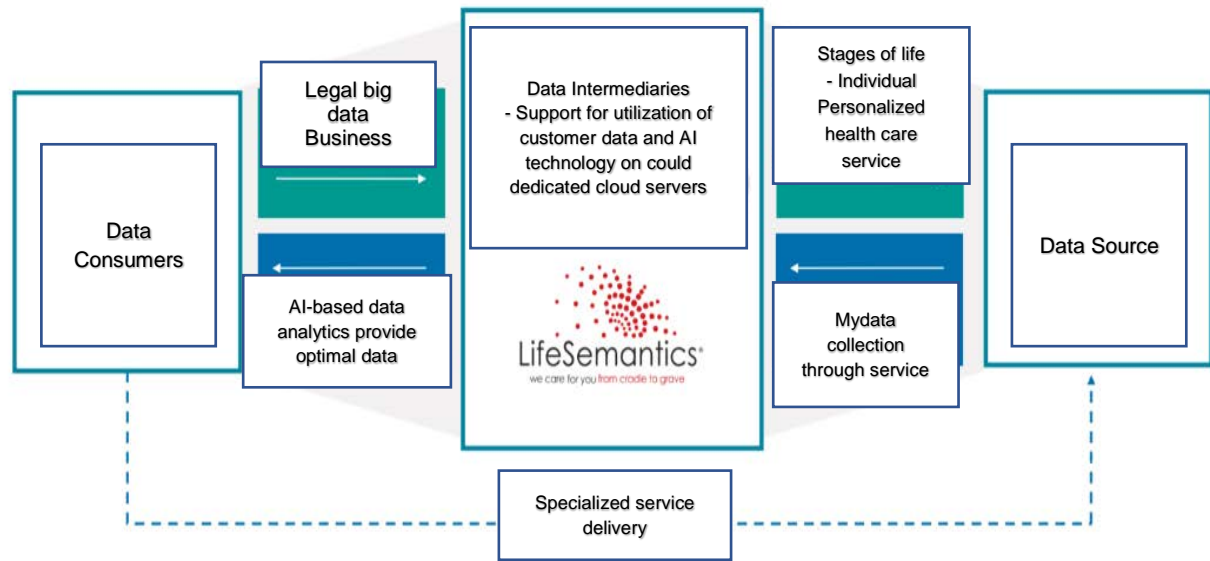 Data
Consumers
Legal big
data
Business
AI-based data
analytics provide
optimal data
Data Intermediaries
- Support for utilization of
customer data and AI
technology on could
dedicated cloud servers
LifeSemantics®
we care for you from cradle to grave
Stages of life
- Individual
Personalized
health care
service
Mydata
collection
through service
Data Source
Specialized service
delivery